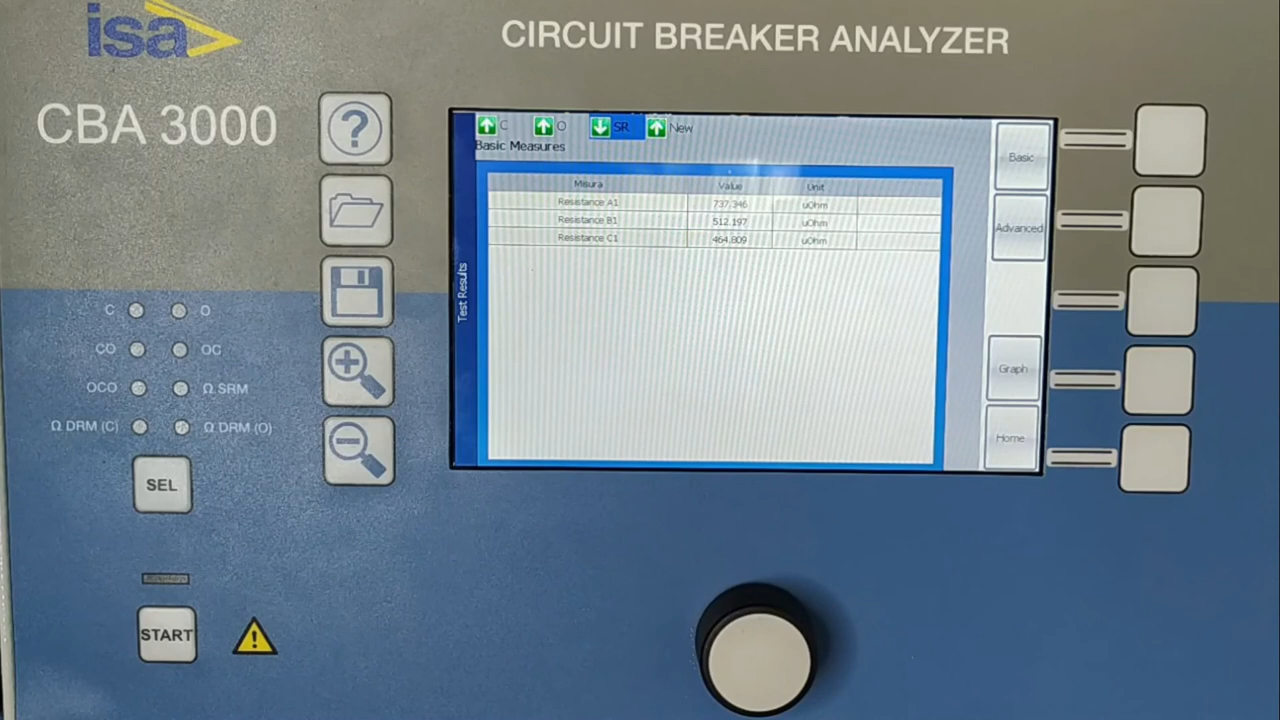 isa
CIRCUIT BREAKER ANALYZER
CBA 3000
?
C O SR New
Basic Measures
Misura Value Unit
Resistance A1 737,346 uOhm
Resistance B1 512,197 uOhm
Resistance C1 464,809 uOhm
Test Results
Basic
Advanced
Graph
Home
C O
CO OC
OCO Ω SRM
Ω DRM (C) Ω DRM (O)
SEL
START
!